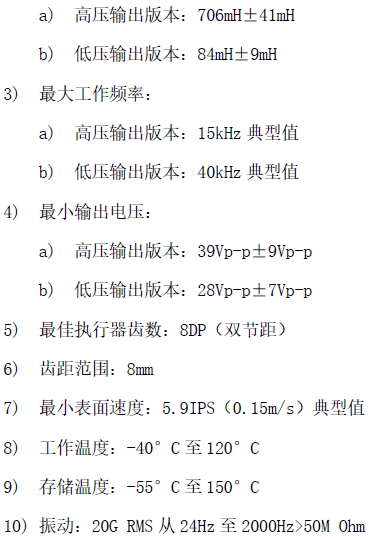 a) 高压输出版本：706mH±41mH
b) 低压输出版本：84mH±9mH
3) 最大工作频率：
a) 高压输出版本：15kHz 典型值
b) 低压输出版本：40kHz 典型值
4) 最小输出电压：
a) 高压输出版本：39Vp-p±9Vp-p
b) 低压输出版本：28Vp-p±7Vp-p
5) 最佳执行器齿数：8DP（双节距）
6) 齿距范围：8mm
7) 最小表面速度：5.9IPS（0.15m/s）典型值
8) 工作温度：-40° C 至 120° C
9) 存储温度：-55° C 至 150° C
10) 振动：20G RMS 从 24Hz 至 2000Hz>50M Ohm